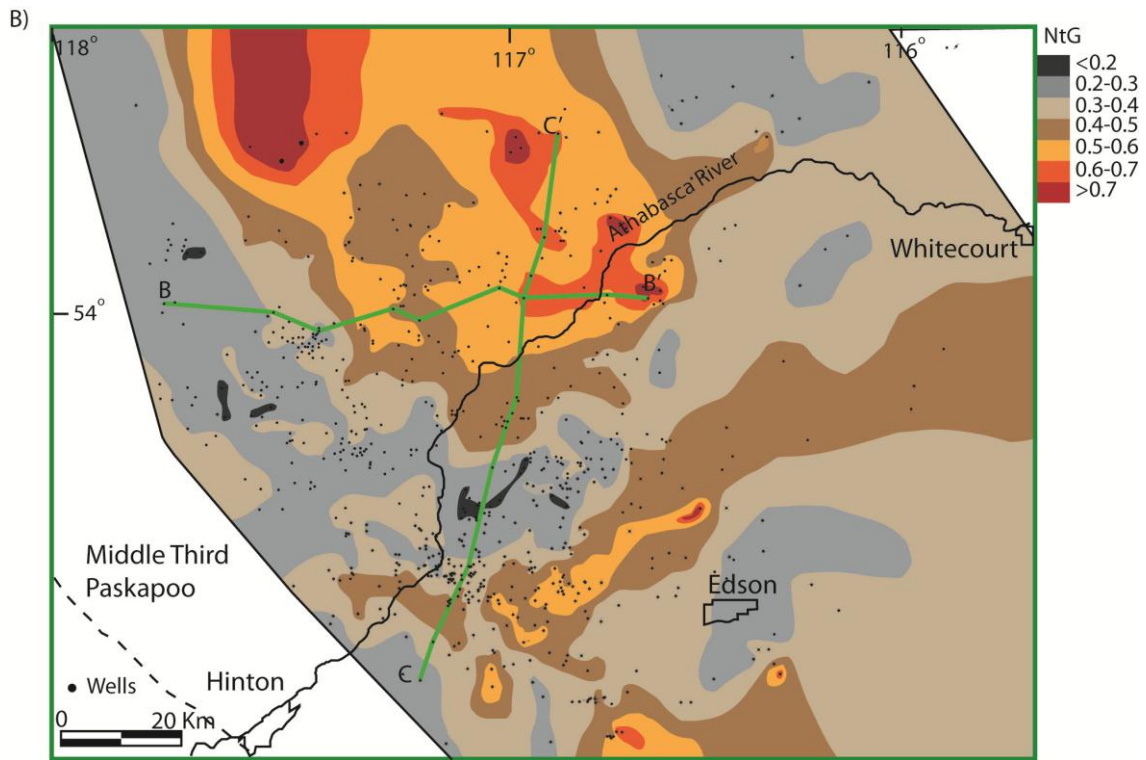 B)
118°
117°
116°
NtG
<0.2
0.2-0.3
0.3-0.4
0.4-0.5
0.5-0.6
0.6-0.7
>0.7
C'
Athabasca River
Whitecourt
B
B'
54°
Middle Third
Paskapoo
Edson
Wells
Hinton
C
0 20 Km